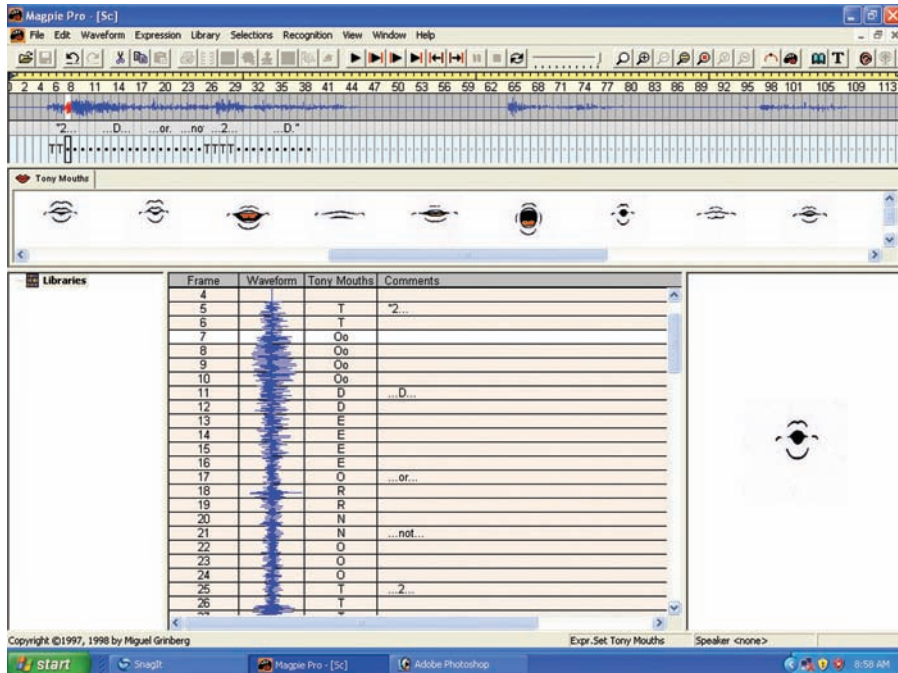 Magpie Pro - [Sc]
File Edit Waveform Expression Library Selections Recognition View Window Help
0 2 4 6 8 11 14 17 20 23 26 29 32 35 38 41 44 47 50 53 56 59 62 65 68 71 74 77 80 83 86 89 92 95 98 101 105 109 113
"2... ...D... ...or. ...no ...2... ...D."
TT TTTT
Tony Mouths
Libraries
Frame Waveform Tony Mouths Comments
4
5 T "2...
6 T
7 Oo
8 Oo
9 Oo
10 Oo
11 D ...D...
12 D
13 E
14 E
15 E
16 E
17 O ...or...
18 R
19 R
20 N
21 N ...not...
22 O
23 O
24 O
25 T ...2...
26 T
Copyright ©1997, 1998 by Miguel Grinberg Expr.Set Tony Mouths Speaker <none>
start SnagIt Magpie Pro - [Sc] Adobe Photoshop 8:58 AM